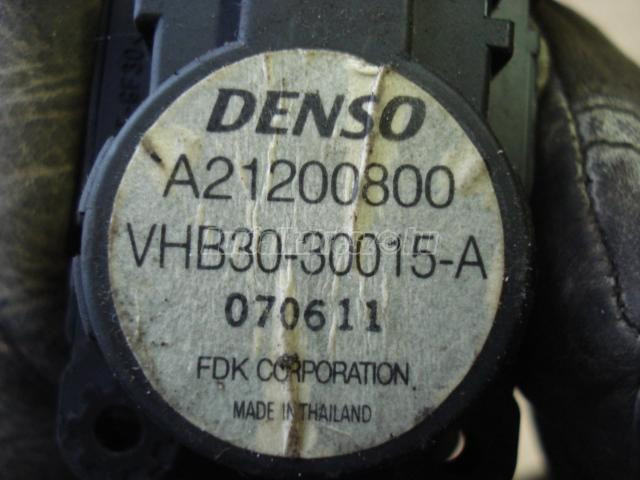 DENSO
A21200800
VHB30-30015-A
070611
FDK CORPORATION
MADE IN THAILAND